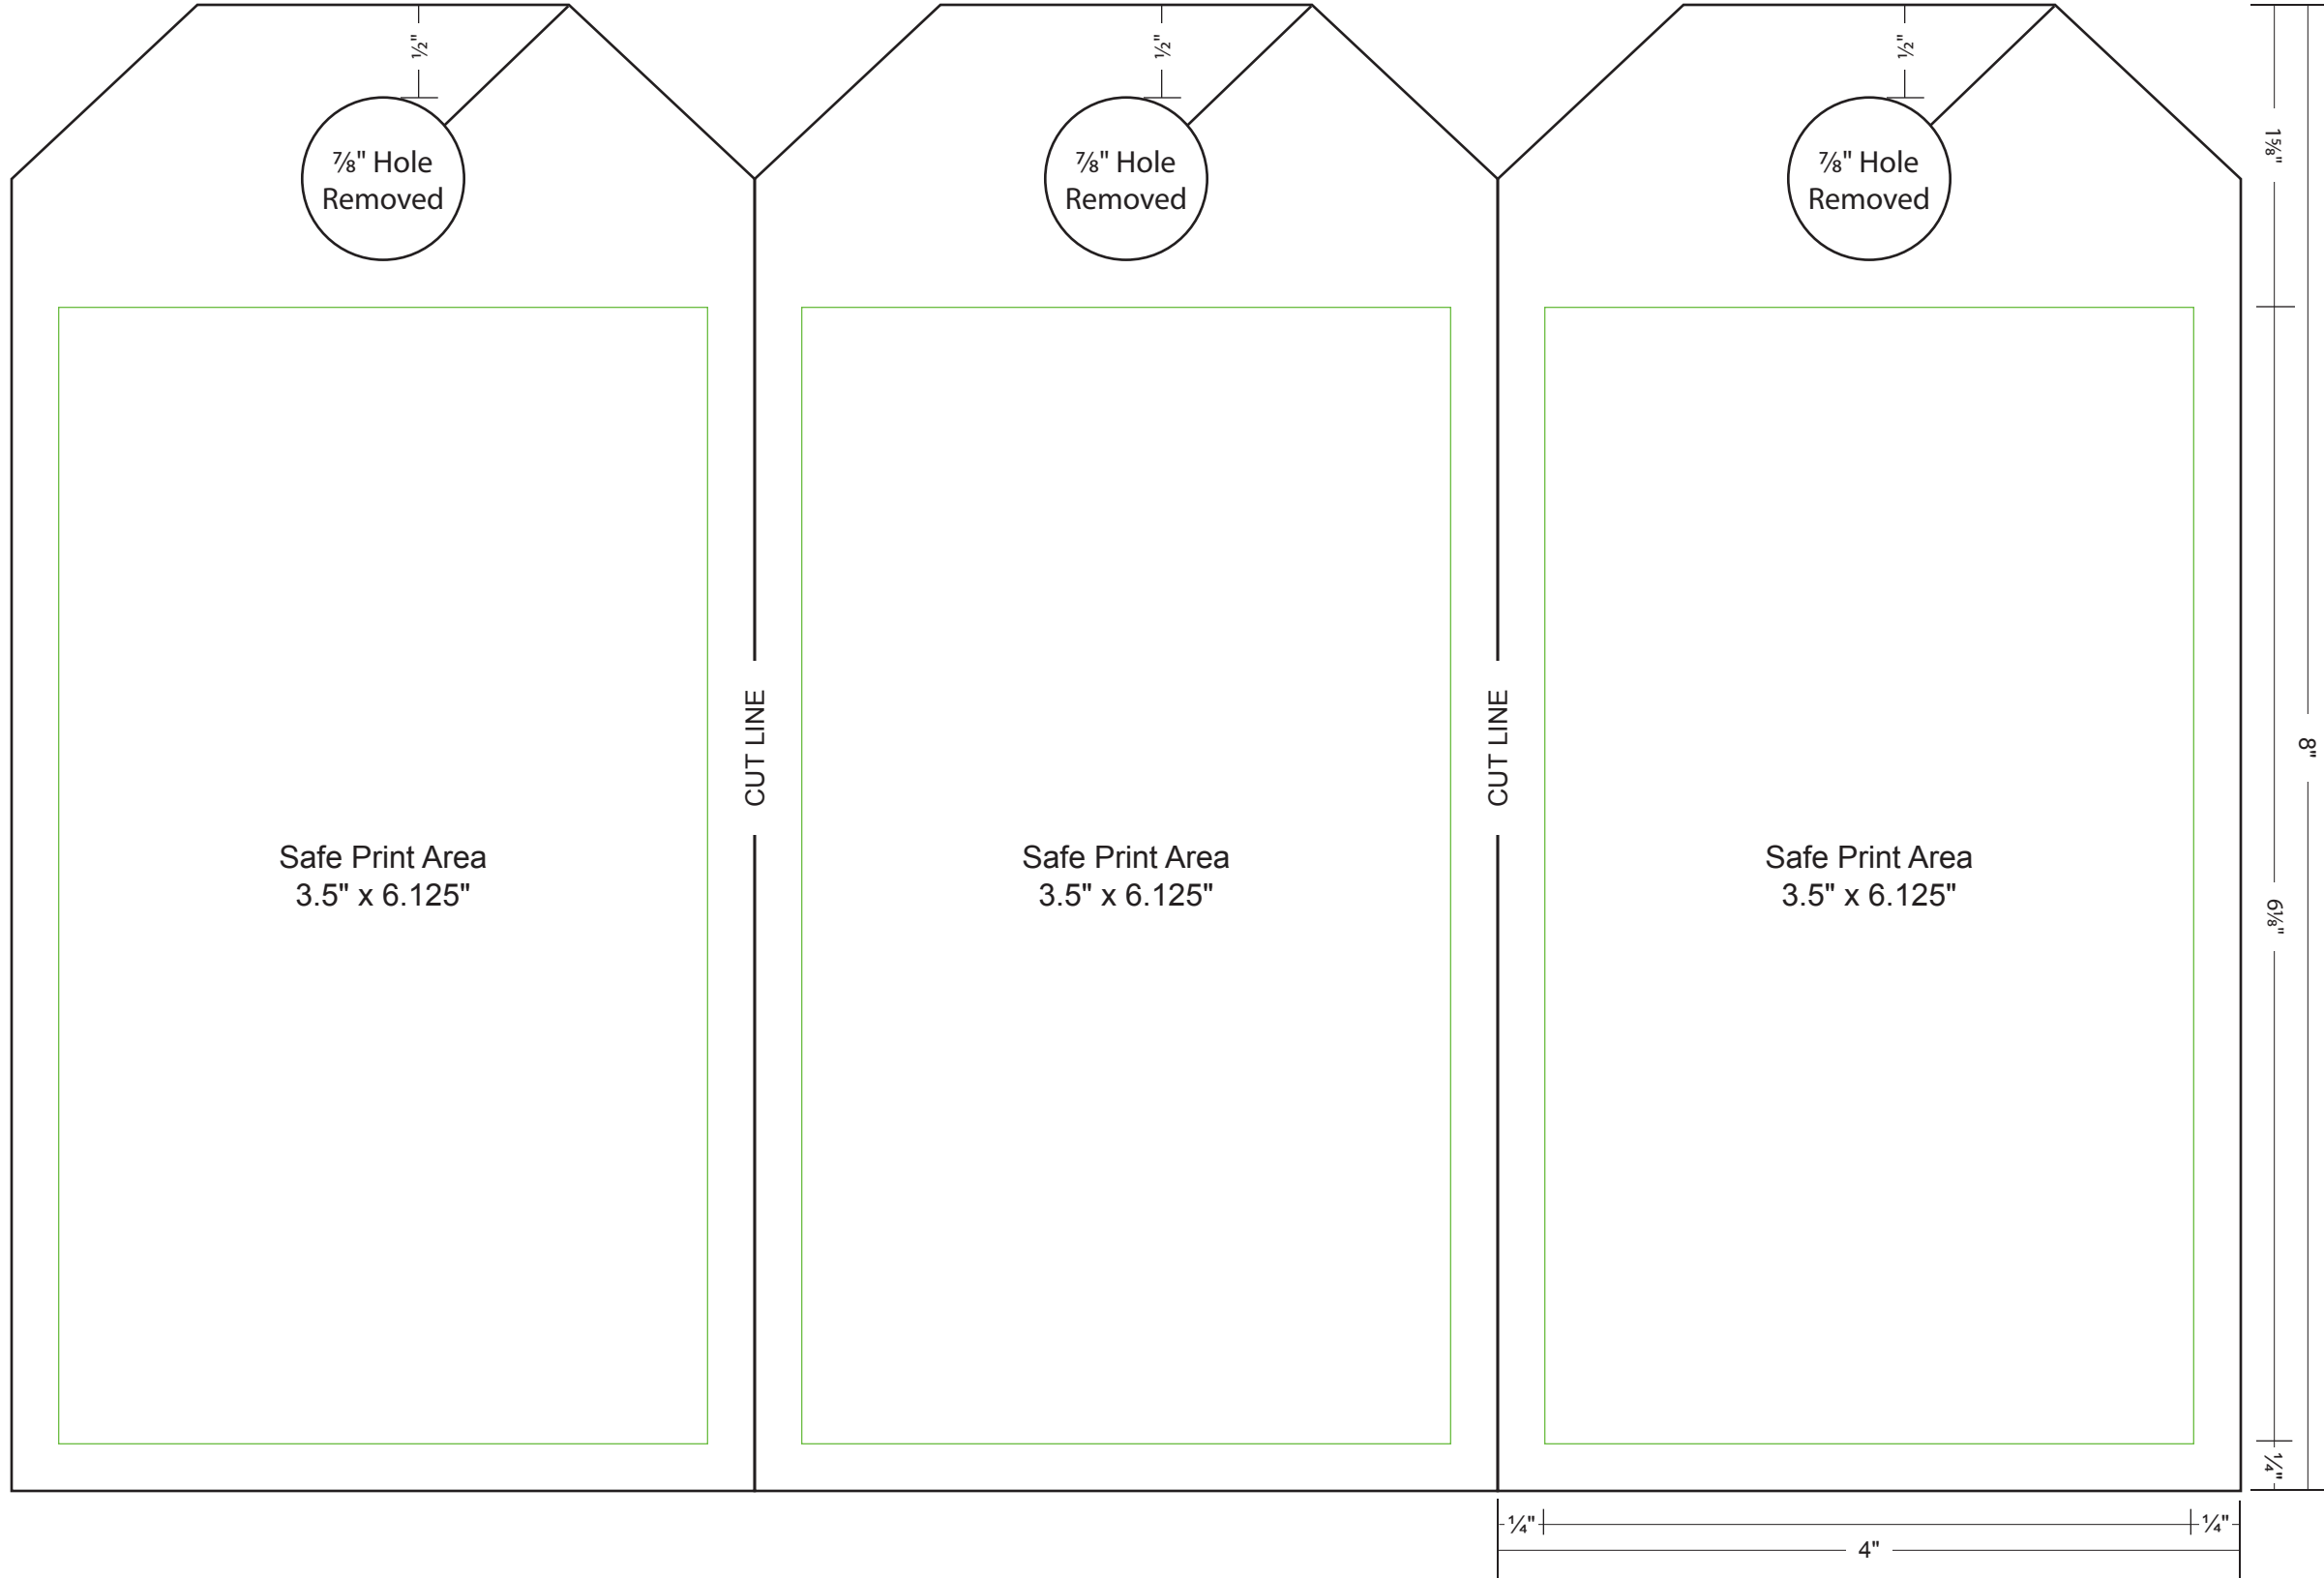 ½"
½"
½"
⅞" Hole
Removed
⅞" Hole
Removed
⅞" Hole
Removed
1⅝"
CUT LINE
CUT LINE
8"
Safe Print Area
3.5" x 6.125"
Safe Print Area
3.5" x 6.125"
Safe Print Area
3.5" x 6.125"
6⅛"
¼"
¼"
¼"
4"